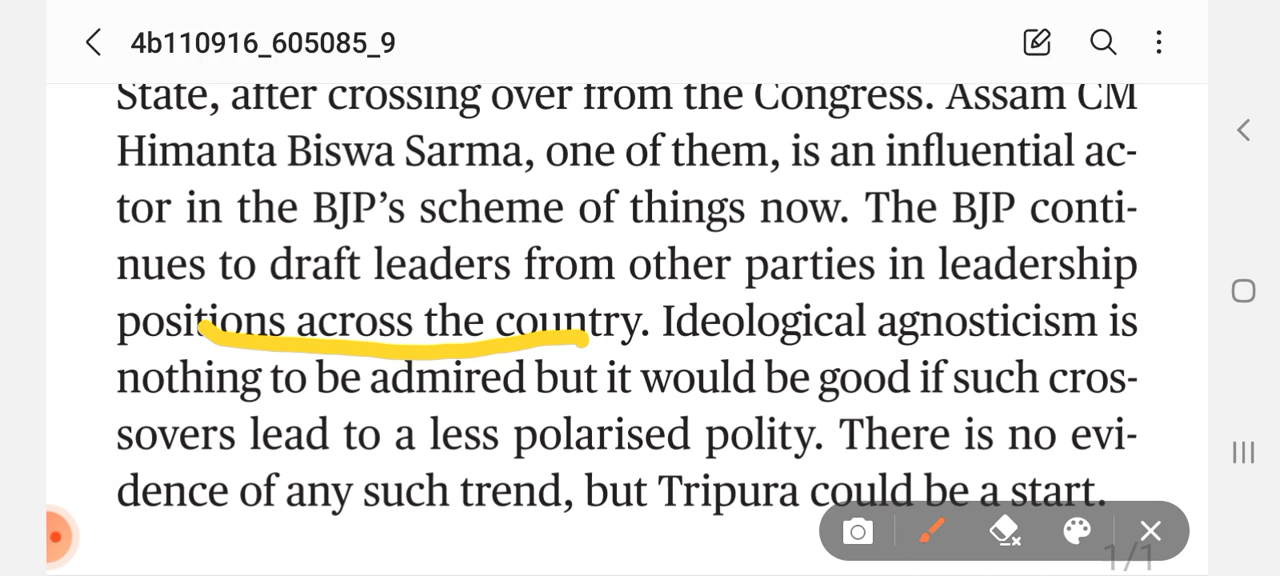 4b110916_605085_9
State, after crossing over from the Congress. Assam CM
Himanta Biswa Sarma, one of them, is an influential ac-
tor in the BJP's scheme of things now. The BJP conti-
nues to draft leaders from other parties in leadership
positions across the country. Ideological agnosticism is
nothing to be admired but it would be good if such cros-
sovers lead to a less polarised polity. There is no evi-
dence of any such trend, but Tripura could be a start.
1/1